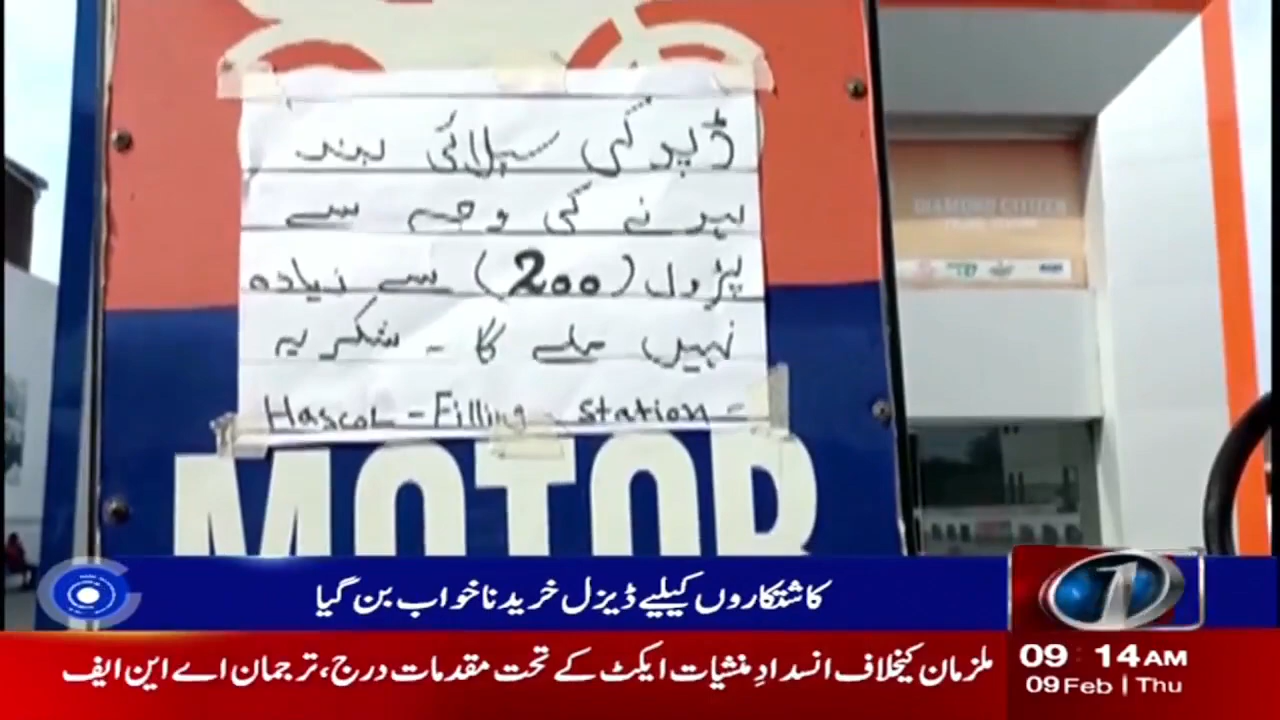 ڈپو کی سپلائی بند
ہونے کی وجہ سے
پڑول (200) سے زیادہ
نہیں ملے گا - شکریہ
Hascol - Filling - Station -
MOTOR
کاشتکاروں کیلیے ڈیزل خریدنا خواب بن گیا
ملزمان کیخلاف انسدادِ منشیات ایکٹ کے تحت مقدمات درج، ترجمان اے این ایف
1
09 : 14 AM
09 Feb | Thu